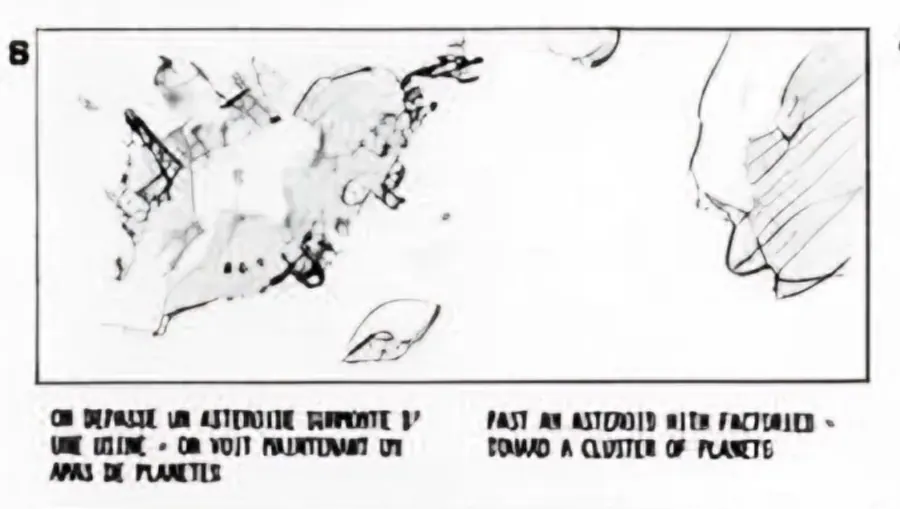 6
ON DEPASSE UN ASTEROIDE SURMONTE D'
UNE USINE - ON VOIT MAINTENANT UN
AMAS DE PLANETES
PAST AN ASTEROID WITH FACTORIES -
TOWARD A CLUSTER OF PLANETS